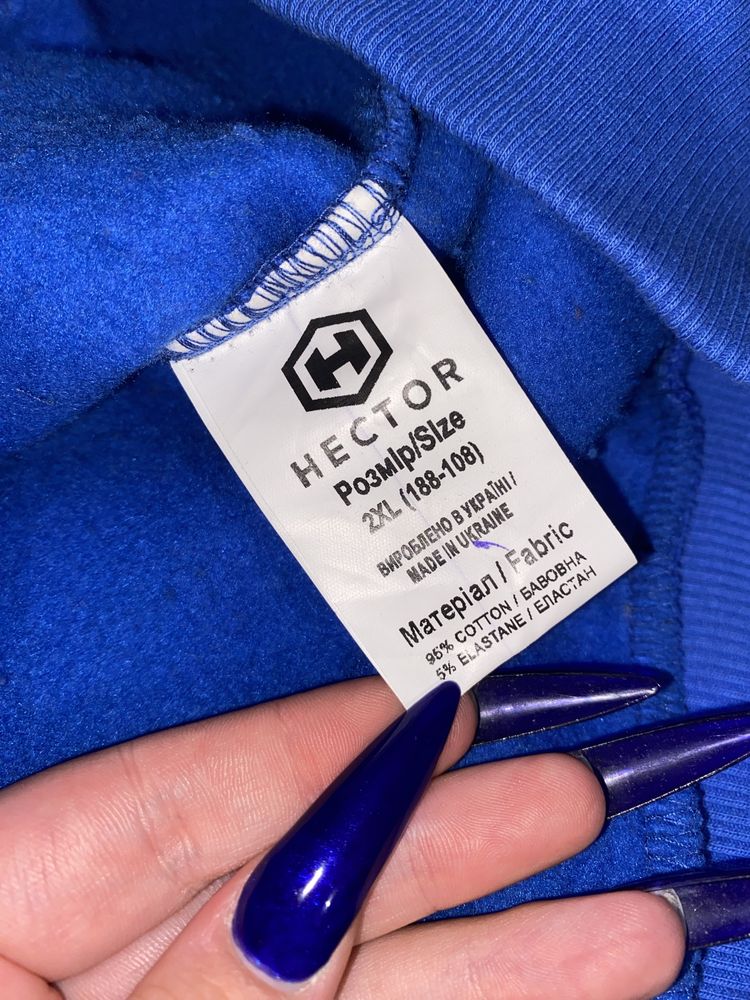 HECTOR
Розмір/Size
2XL (188-108)
ВИРОБЛЕНО В УКРАЇНІ /
MADE IN UKRAINE
Матеріал / Fabric
95% COTTON / БАВОВНА
5% ELASTANE / ЕЛАСТАН